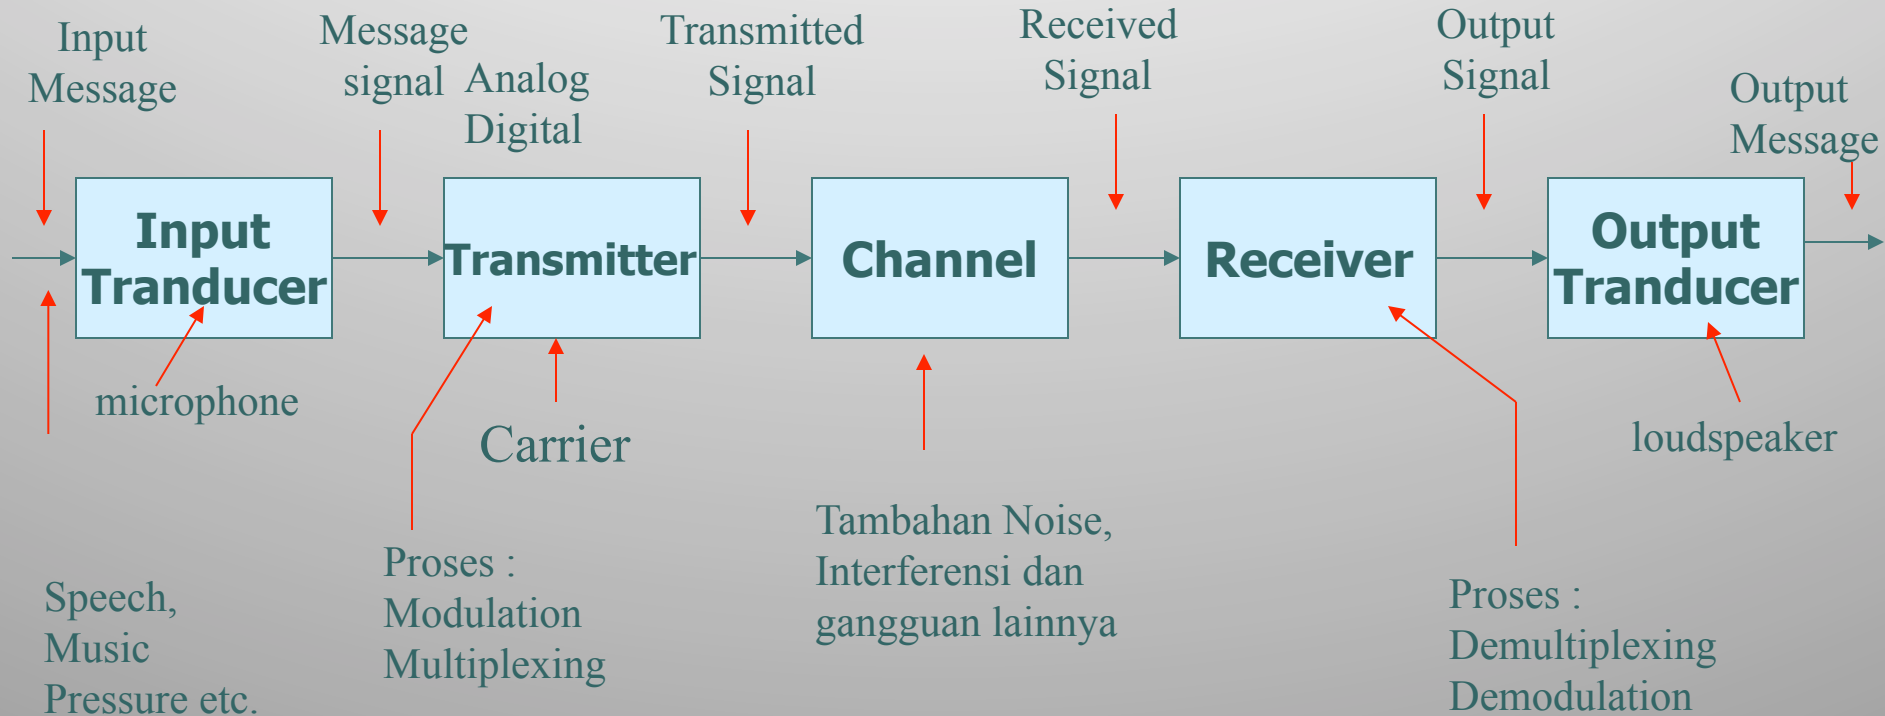 Input
Message
Message
signal
Analog
Digital
Transmitted
Signal
Received
Signal
Output
Signal
Output
Message
Input
Tranducer
Transmitter
Channel
Receiver
Output
Tranducer
microphone
Carrier
loudspeaker
Speech,
Music
Pressure etc.
Proses :
Modulation
Multiplexing
Tambahan Noise,
Interferensi dan
gangguan lainnya
Proses :
Demultiplexing
Demodulation